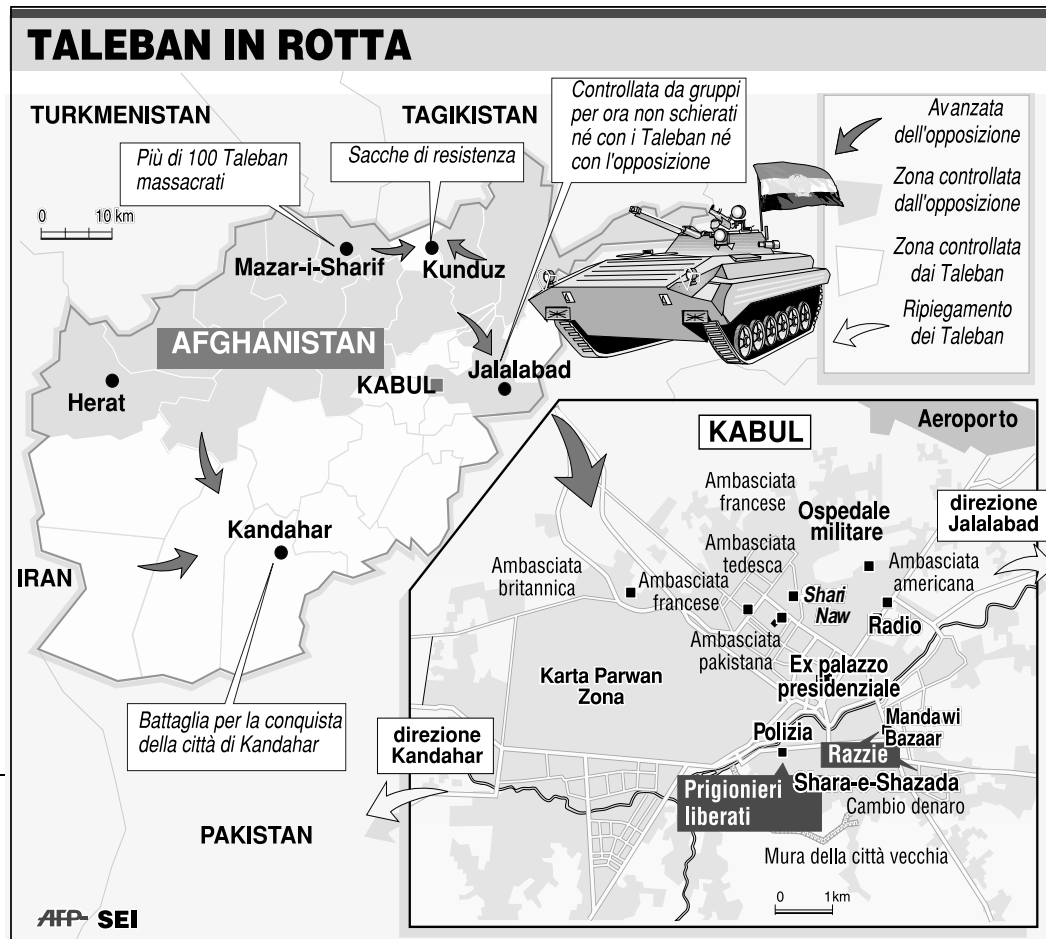 TALEBAN IN ROTTA
TURKMENISTAN
TAGIKISTAN
Controllata da gruppi
per ora non schierati
né con i Taleban né
con l'opposizione
Più di 100 Taleban
massacrati
Sacche di resistenza
Avanzata
dell'opposizione
Zona controllata
dall'opposizione
Zona controllata
dai Taleban
Ripiegamento
dei Taleban
0 10 km
Mazar-i-Sharif
Kunduz
AFGHANISTAN
KABUL
Jalalabad
Herat
Kandahar
IRAN
Battaglia per la conquista
della città di Kandahar
PAKISTAN
KABUL
Aeroporto
Ambasciata
francese
Ospedale
militare
direzione
Jalalabad
Ambasciata
britannica
Ambasciata
francese
Ambasciata
tedesca
Shari
Naw
Ambasciata
americana
Radio
Ambasciata
pakistana
Karta Parwan
Zona
Ex palazzo
presidenziale
direzione
Kandahar
Polizia
Mandawi
Bazaar
Razzie
Prigionieri
liberati
Shara-e-Shazada
Cambio denaro
Mura della città vecchia
0 1km
AFP- SEI